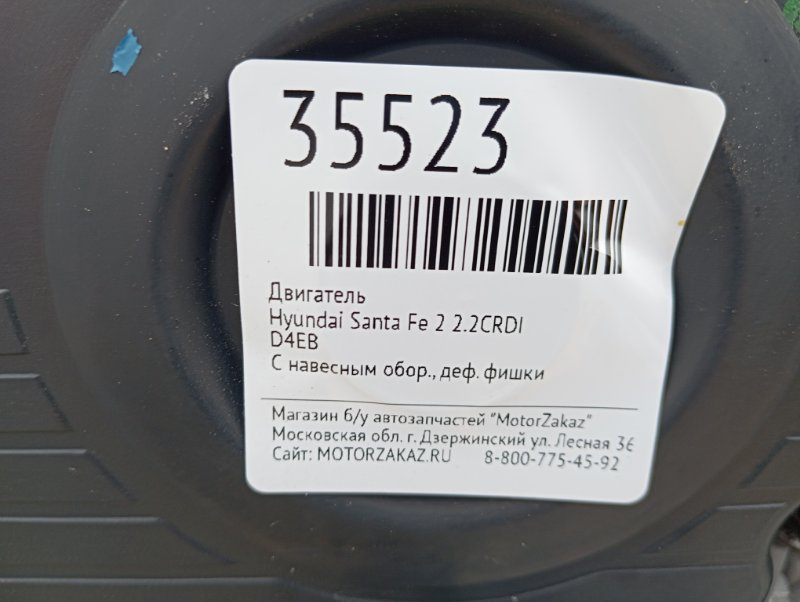 35523
Двигатель
Hyundai Santa Fe 2 2.2CRDI
D4EB
С навесным обор., деф. фишки
Магазин б/у автозапчастей "MotorZakaz"
Московская обл. г. Дзержинский ул. Лесная 36
Сайт: MOTORZAKAZ.RU 8-800-775-45-92